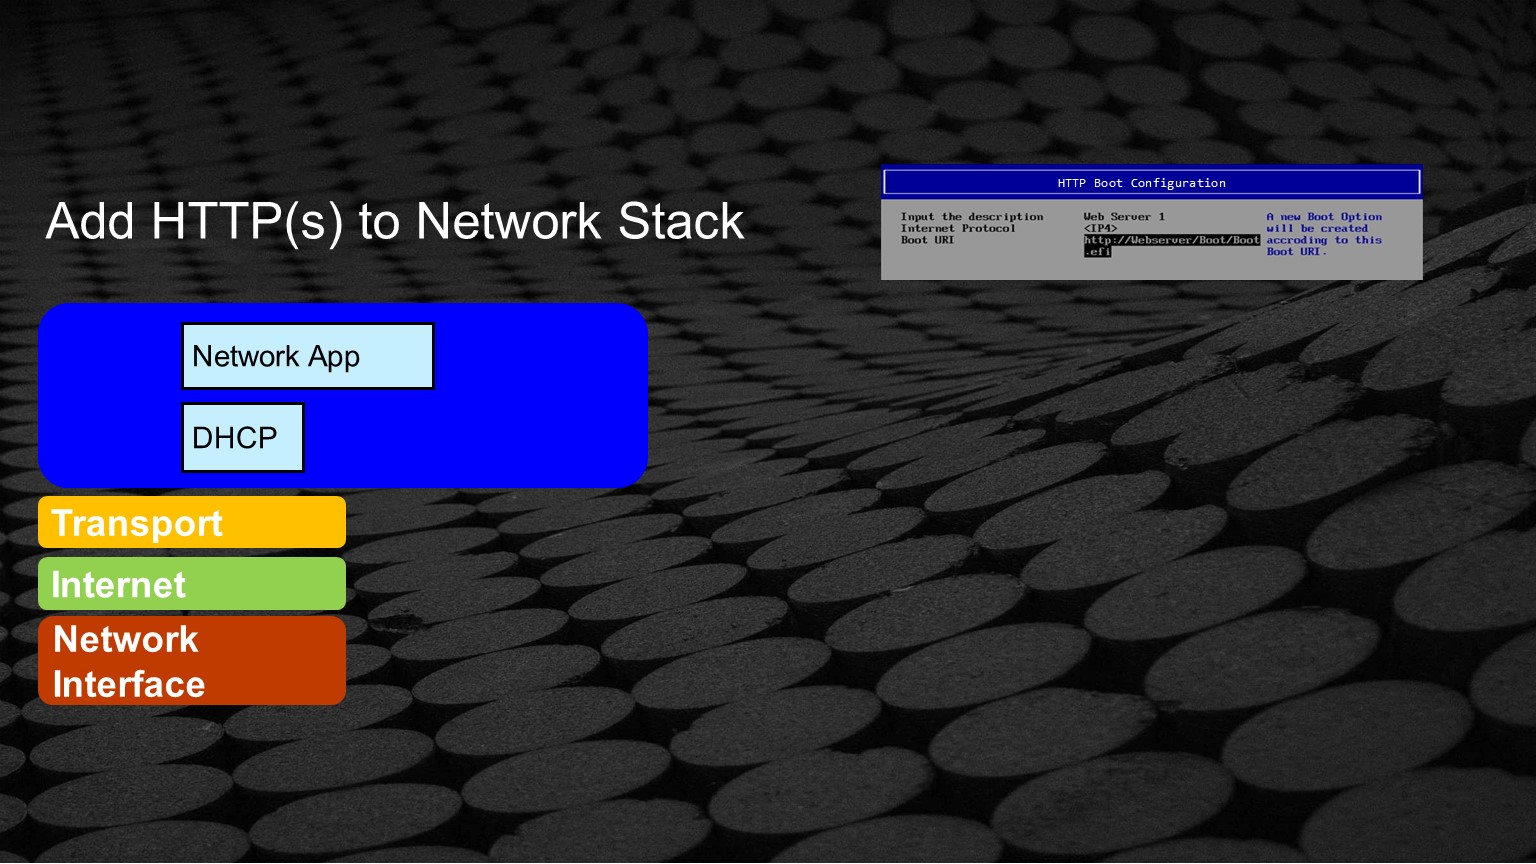 Add HTTP(s) to Network Stack
HTTP Boot Configuration
Input the description Web Server 1 A new Boot Option
Internet Protocol <IP4> will be created
Boot URI http://Webserver/Boot/Boot accroding to this
.efi Boot URI.
Network App
DHCP
Transport
Internet
Network
Interface